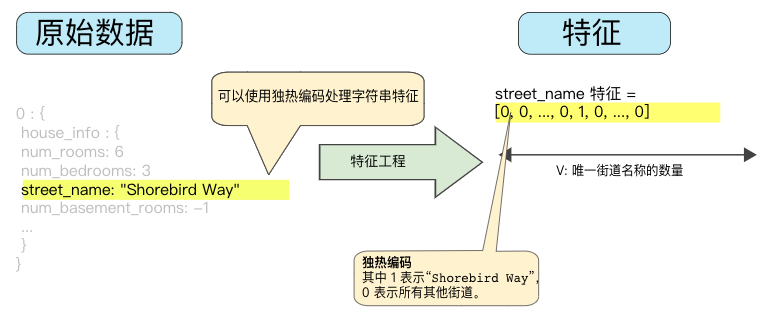 原始数据
特征
可以使用独热编码处理字符串特征
street_name 特征 =
[0, 0, ..., 0, 1, 0, ..., 0]
0 : {
house_info : {
num_rooms: 6
num_bedrooms: 3
street_name: "Shorebird Way"
num_basement_rooms: −1
...
}
}
特征工程
V: 唯一街道名称的数量
独热编码
其中 1 表示“Shorebird Way”,
0 表示所有其他街道。